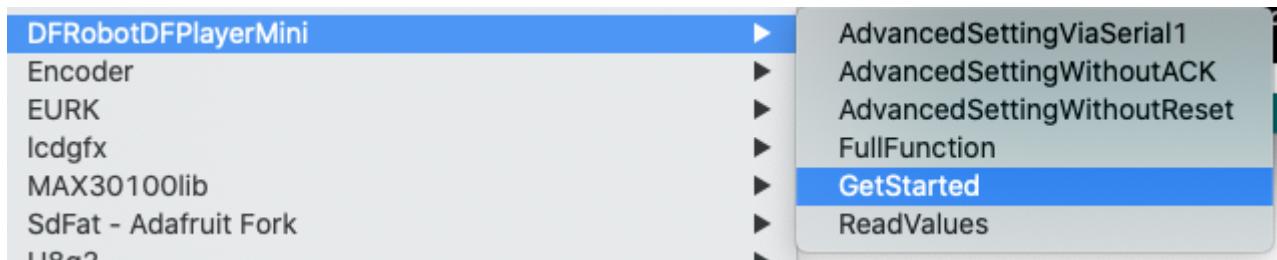 DFRobotDFPlayerMini
Encoder
EURK
lcdgfx
MAX30100lib
SdFat - Adafruit Fork
AdvancedSettingViaSerial1
AdvancedSettingWithoutACK
AdvancedSettingWithoutReset
FullFunction
GetStarted
ReadValues